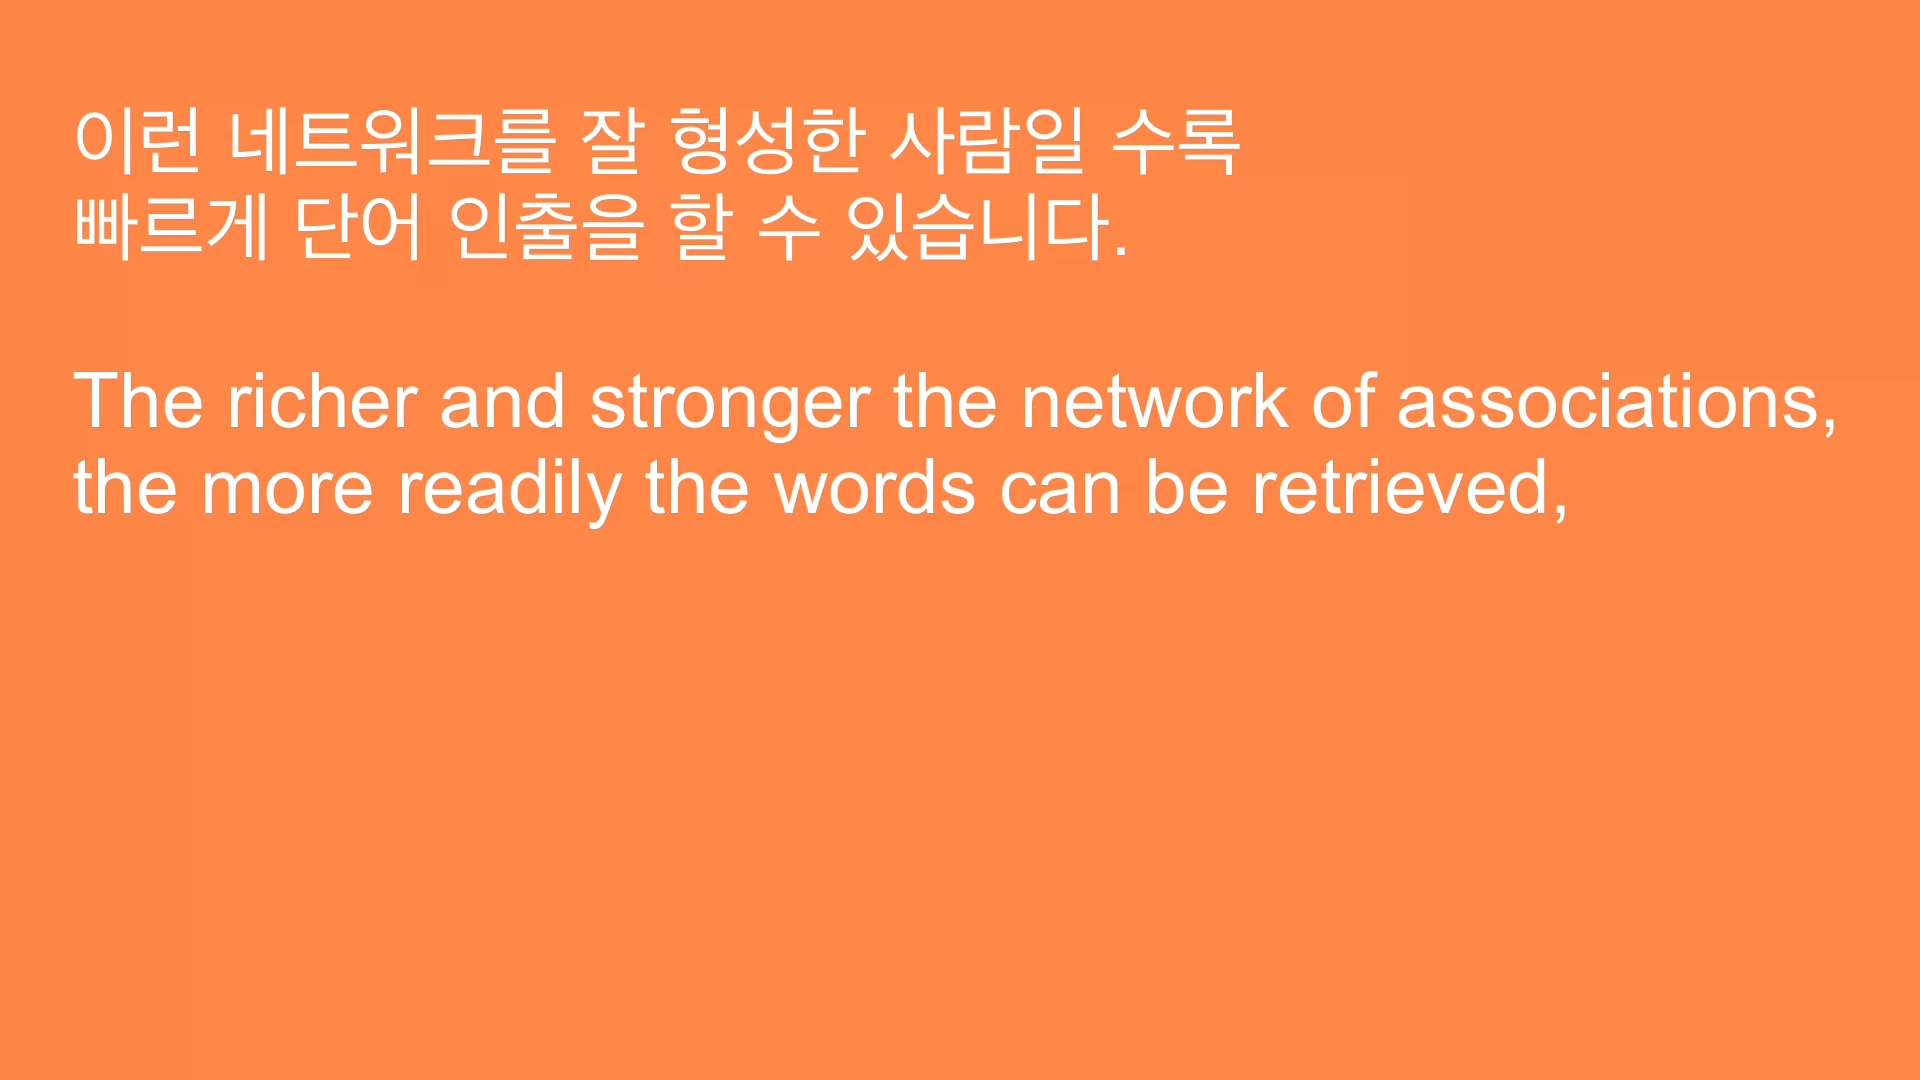 이런 네트워크를 잘 형성한 사람일 수록
빠르게 단어 인출을 할 수 있습니다.
The richer and stronger the network of associations,
the more readily the words can be retrieved,